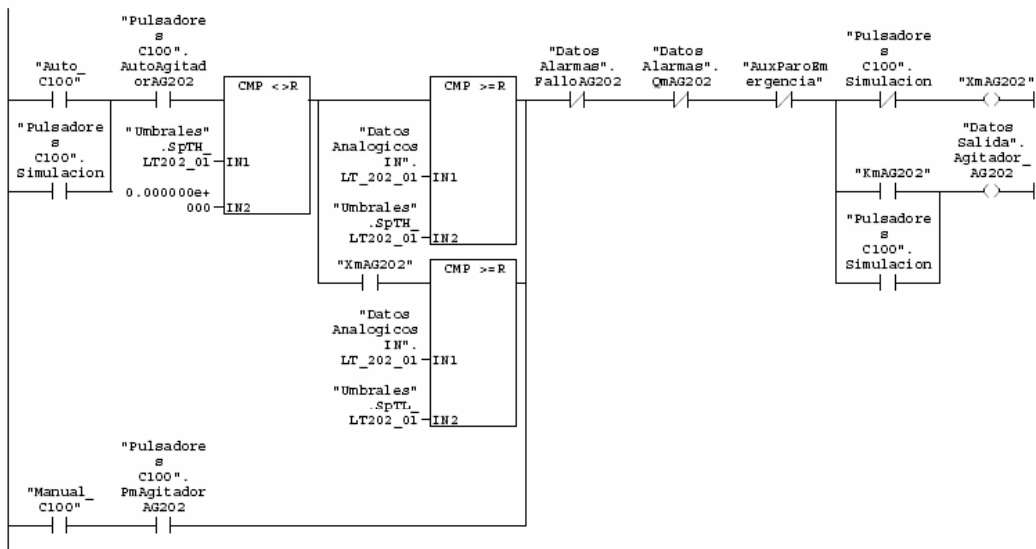 "Pulsadore
s
C100".
AutoAgitad
orAG202
"Auto_
C100"
CMP <>R
"Umbrales"
.SpTH_
LT202_01
IN1
0.000000e+
000
IN2
"Pulsadore
s
C100".
Simulacion
CMP >=R
"Datos
Analogicos
IN".
LT_202_01
IN1
"Umbrales"
.SpTH_
LT202_01
IN2
"Datos
Alarmas".
FalloAG202
"Datos
Alarmas".
QmAG202
"AuxParoEm
ergencia"
"Pulsadore
s
C100".
Simulacion
"XmAG202"
"KmAG202"
"Datos
Salida".
Agitador_
AG202
"Pulsadore
s
C100".
Simulacion
"XmAG202"
CMP >=R
"Datos
Analogicos
IN".
LT_202_01
IN1
"Umbrales"
.SpTL_
LT202_01
IN2
"Manual_
C100"
"Pulsadore
s
C100".
PmAgitador
AG202